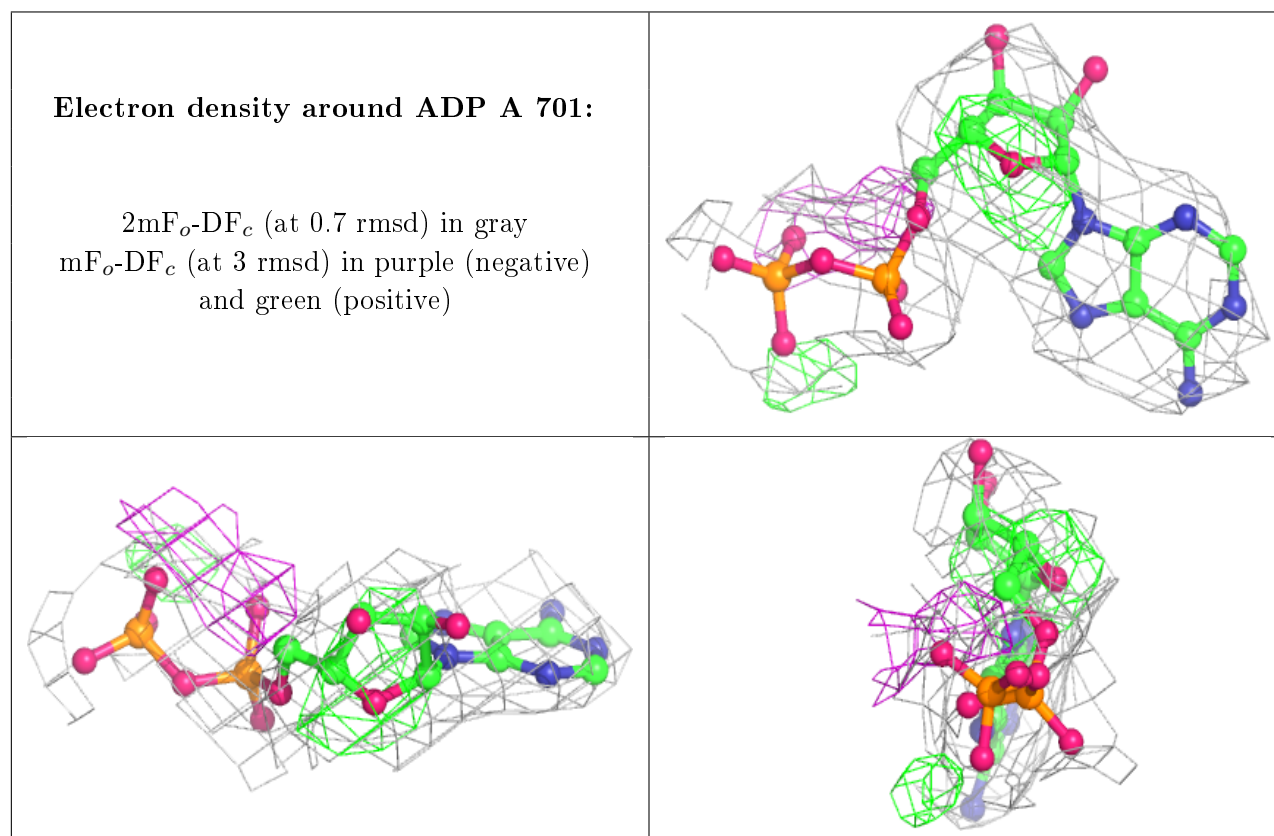 Electron density around ADP A 701:
2mFo-DFc (at 0.7 rmsd) in gray
mFo-DFc (at 3 rmsd) in purple (negative)
and green (positive)